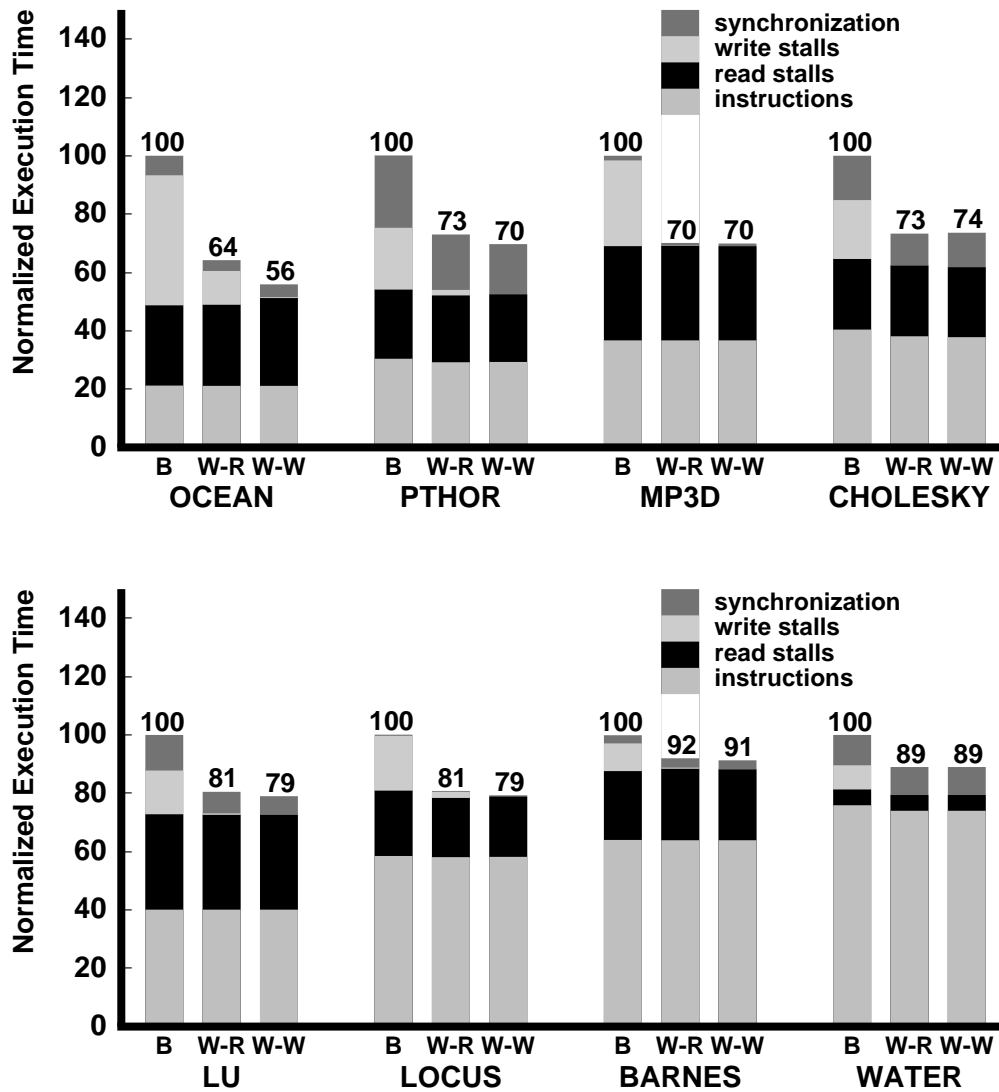 Normalized Execution Time
140
120
100
80
60
40
20
0
synchronization
write stalls
read stalls
instructions
100 64 56
100 73 70
100 70 70
100 73 74
B W-R W-W B W-R W-W B W-R W-W B W-R W-W
OCEAN PTHOR MP3D CHOLESKY
Normalized Execution Time
140
120
100
80
60
40
20
0
synchronization
write stalls
read stalls
instructions
100 81 79
100 81 79
100 92 91
100 89 89
B W-R W-W B W-R W-W B W-R W-W B W-R W-W
LU LOCUS BARNES WATER